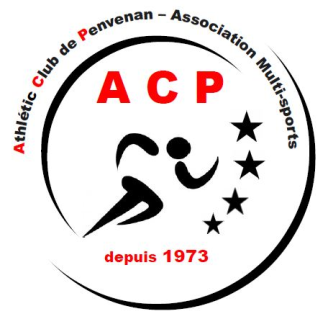 Athlétic Club de Penvenan – Association Multi-sports
A C P
depuis 1973